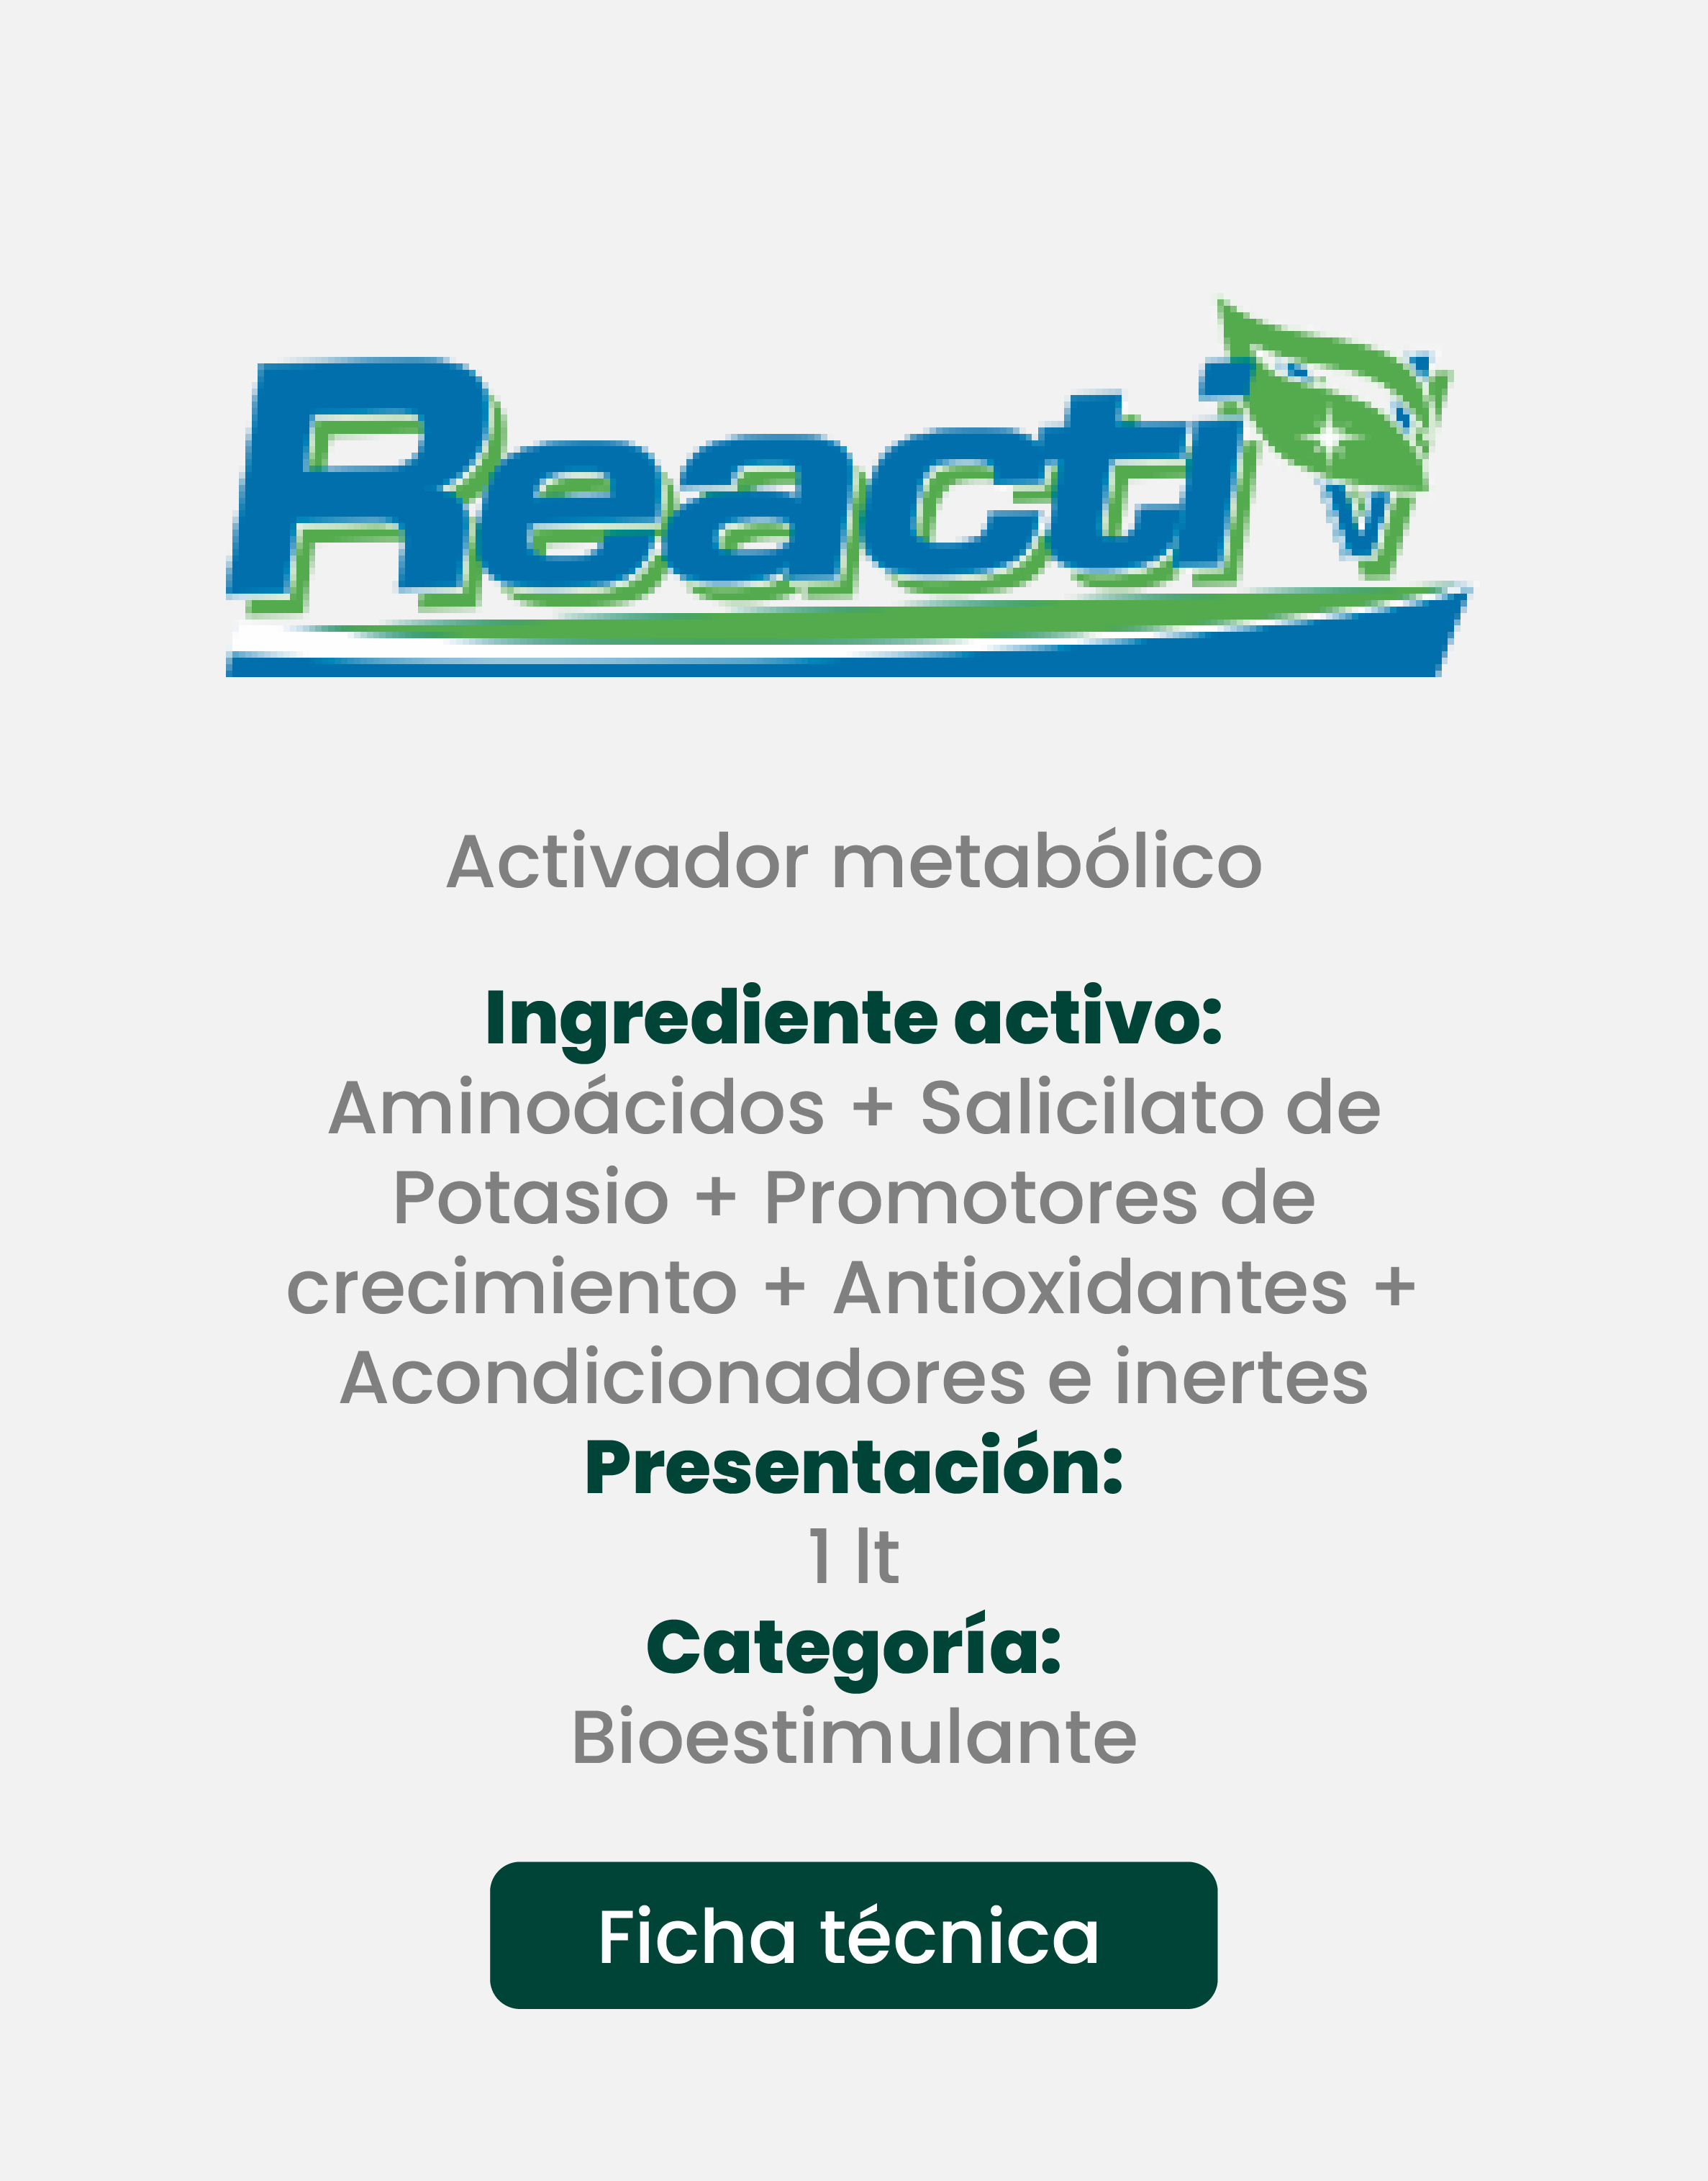 Reactiv
Activador metabólico
Ingrediente activo:
Aminoácidos + Salicilato de
Potasio + Promotores de
crecimiento + Antioxidantes +
Acondicionadores e inertes
Presentación:
1 lt
Categoría:
Bioestimulante
Ficha técnica